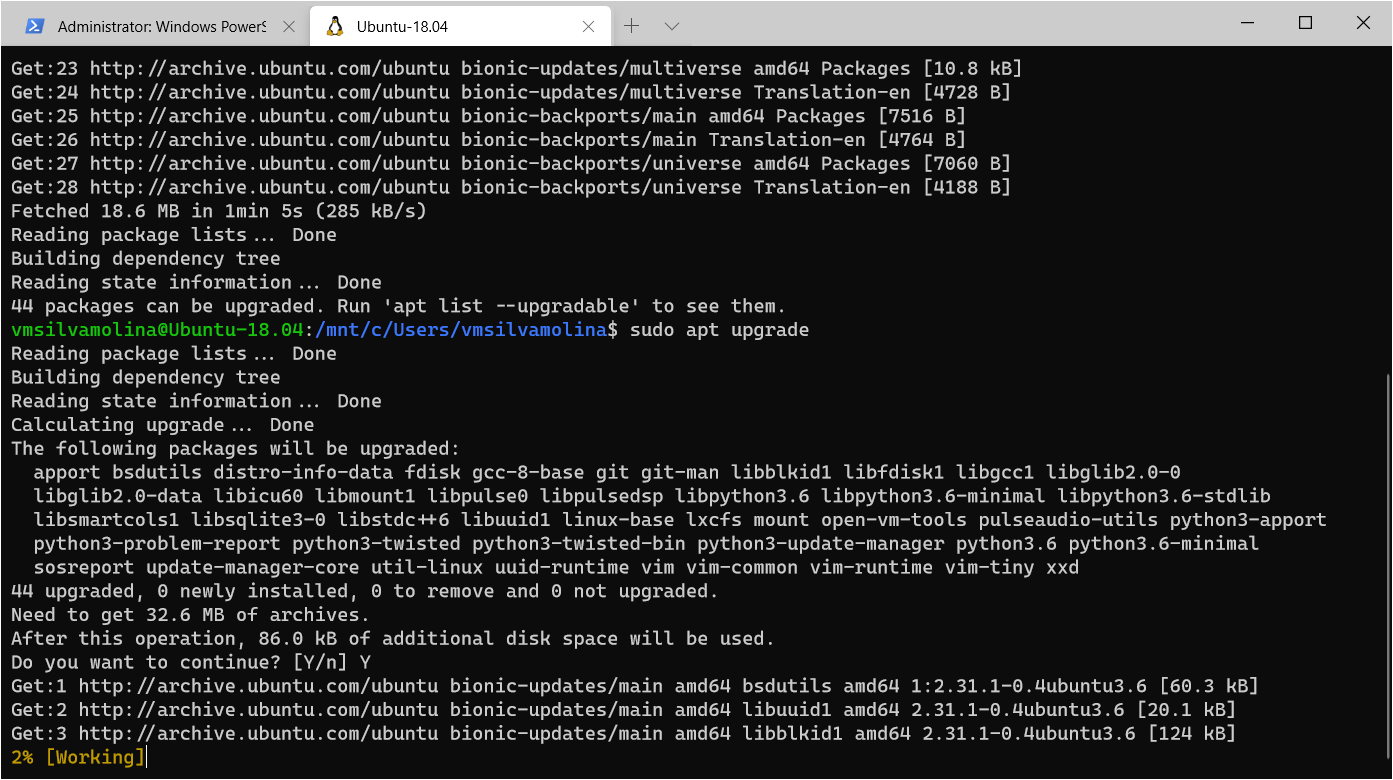 Administrator: Windows PowerS
Ubuntu-18.04
Get:23 http://archive.ubuntu.com/ubuntu bionic-updates/multiverse amd64 Packages [10.8 kB]
Get:24 http://archive.ubuntu.com/ubuntu bionic-updates/multiverse Translation-en [4728 B]
Get:25 http://archive.ubuntu.com/ubuntu bionic-backports/main amd64 Packages [7516 B]
Get:26 http://archive.ubuntu.com/ubuntu bionic-backports/main Translation-en [4764 B]
Get:27 http://archive.ubuntu.com/ubuntu bionic-backports/universe amd64 Packages [7060 B]
Get:28 http://archive.ubuntu.com/ubuntu bionic-backports/universe Translation-en [4188 B]
Fetched 18.6 MB in 1min 5s (285 kB/s)
Reading package lists... Done
Building dependency tree
Reading state information... Done
44 packages can be upgraded. Run 'apt list --upgradable' to see them.
vmsilvamolina@Ubuntu-18.04:/mnt/c/Users/vmsilvamolina$ sudo apt upgrade
Reading package lists... Done
Building dependency tree
Reading state information... Done
Calculating upgrade... Done
The following packages will be upgraded:
apport bsdutils distro-info-data fdisk gcc-8-base git git-man libblkid1 libfdisk1 libgcc1 libglib2.0-0
libglib2.0-data libicu60 libmount1 libpulse0 libpulsedsp libpython3.6 libpython3.6-minimal libpython3.6-stdlib
libsmartcols1 libsqlite3-0 libstdc++6 libuuid1 linux-base lxcfs mount open-vm-tools pulseaudio-utils python3-apport
python3-problem-report python3-twisted python3-twisted-bin python3-update-manager python3.6 python3.6-minimal
sosreport update-manager-core util-linux uuid-runtime vim vim-common vim-runtime vim-tiny xxd
44 upgraded, 0 newly installed, 0 to remove and 0 not upgraded.
Need to get 32.6 MB of archives.
After this operation, 86.0 kB of additional disk space will be used.
Do you want to continue? [Y/n] Y
Get:1 http://archive.ubuntu.com/ubuntu bionic-updates/main amd64 bsdutils amd64 1:2.31.1-0.4ubuntu3.6 [60.3 kB]
Get:2 http://archive.ubuntu.com/ubuntu bionic-updates/main amd64 libuuid1 amd64 2.31.1-0.4ubuntu3.6 [20.1 kB]
Get:3 http://archive.ubuntu.com/ubuntu bionic-updates/main amd64 libblkid1 amd64 2.31.1-0.4ubuntu3.6 [124 kB]
2% [Working]